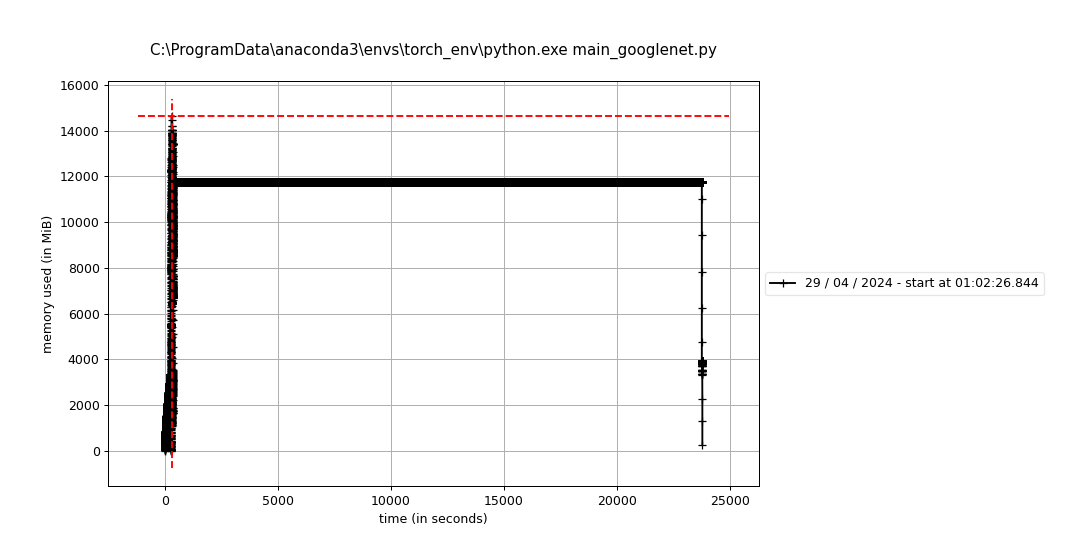 C:\ProgramData\anaconda3\envs\torch_env\python.exe main_googlenet.py
16000
14000
12000
10000
8000
6000
4000
2000
0
memory used (in MiB)
0 5000 10000 15000 20000 25000
time (in seconds)
29 / 04 / 2024 - start at 01:02:26.844